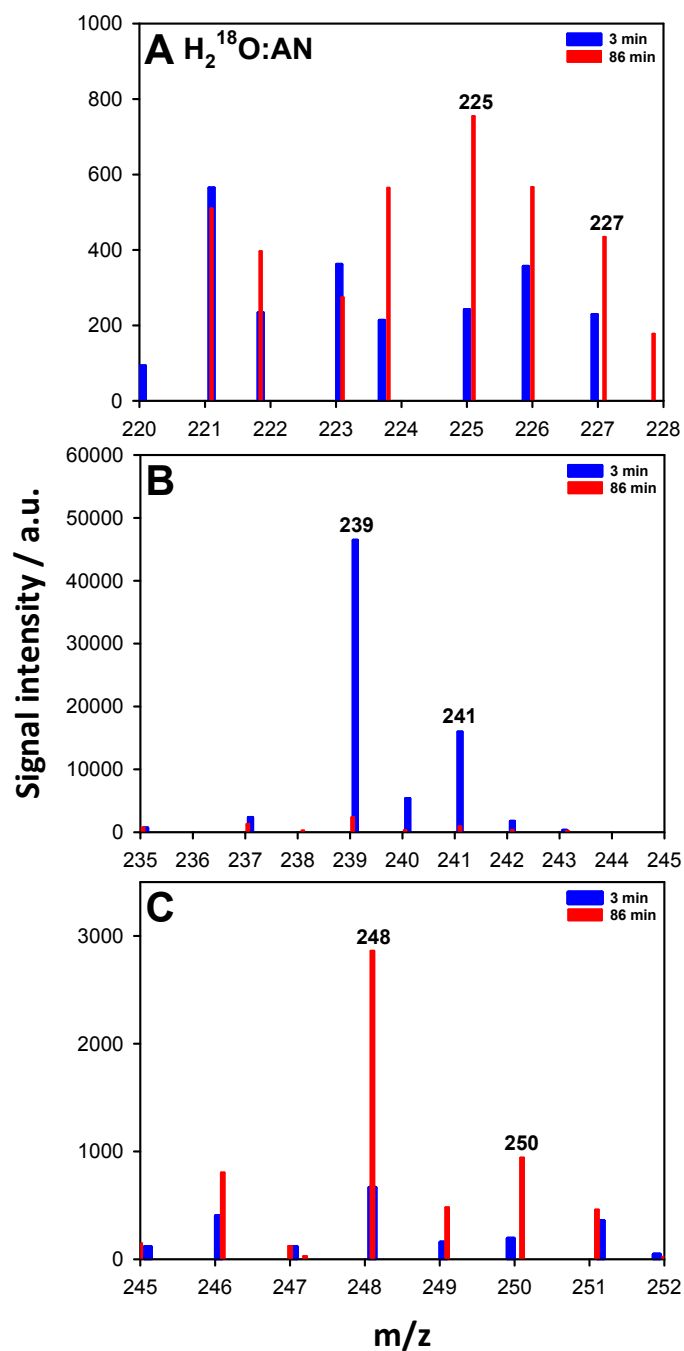 A H₂¹⁸O:AN
3 min
86 min
1000
800
600
400
200
0
225
227
220 221 222 223 224 225 226 227 228
B
3 min
86 min
60000
50000
40000
30000
20000
10000
0
239
241
235 236 237 238 239 240 241 242 243 244 245
C
3 min
86 min
3000
2000
1000
0
248
250
245 246 247 248 249 250 251 252
Signal intensity / a.u.
m/z